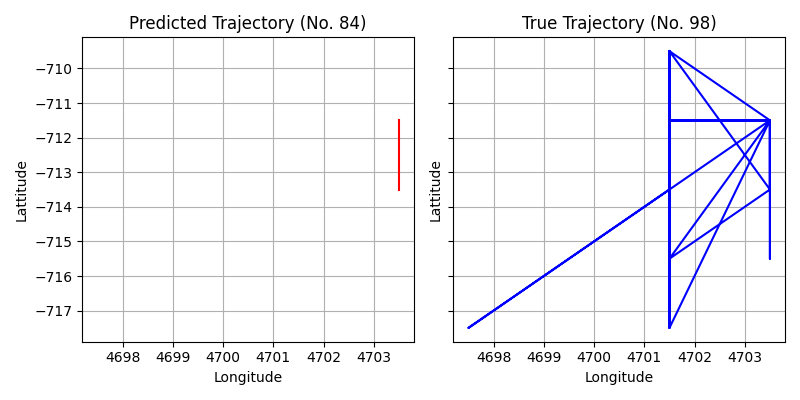 Predicted Trajectory (No. 84)
True Trajectory (No. 98)
−710
−711
−712
−713
−714
−715
−716
−717
Lattitude
Lattitude
4698 4699 4700 4701 4702 4703
4698 4699 4700 4701 4702 4703
Longitude
Longitude